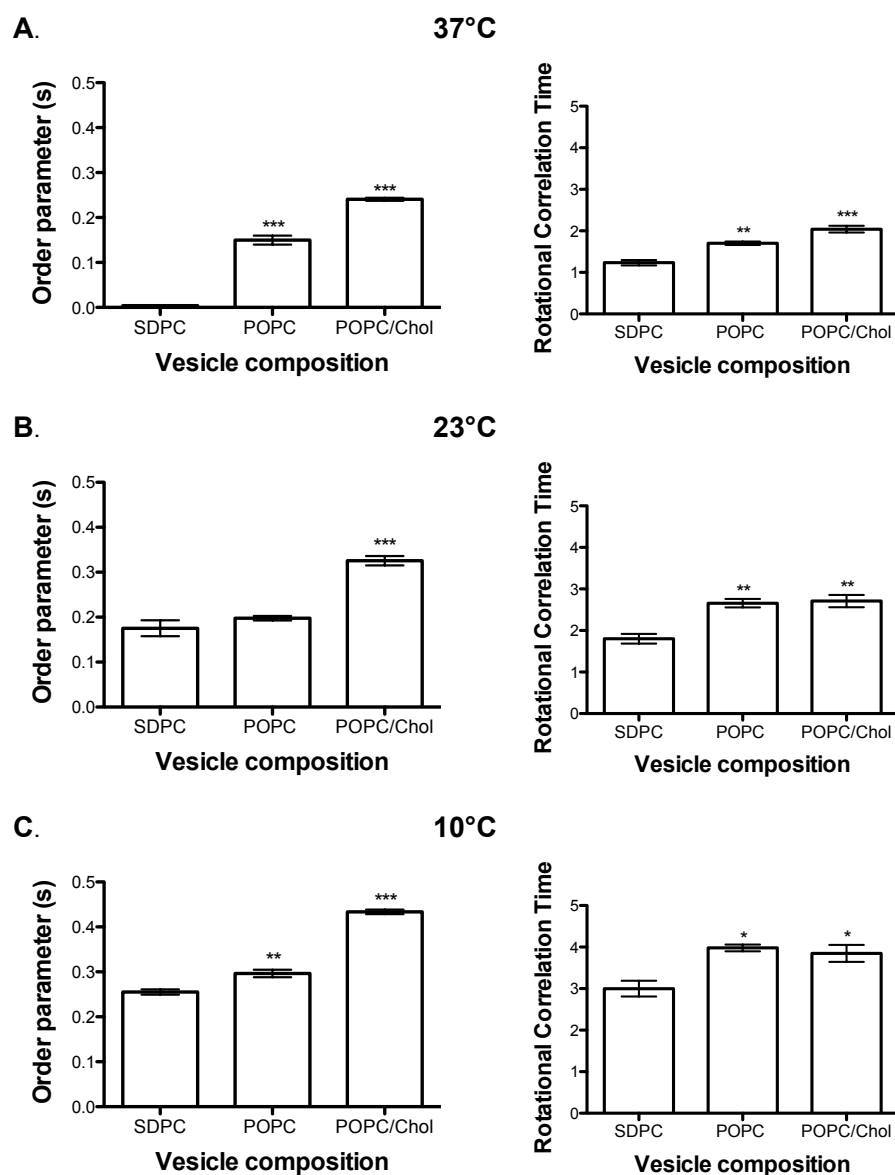 A.
37°C
Order parameter (s)
0.5
0.4
0.3
0.2
0.1
0.0
***
***
SDPC
POPC
POPC/Chol
Vesicle composition
Rotational Correlation Time
5
4
3
2
1
0
**
***
SDPC
POPC
POPC/Chol
Vesicle composition
B.
23°C
Order parameter (s)
0.5
0.4
0.3
0.2
0.1
0.0
***
SDPC
POPC
POPC/Chol
Vesicle composition
Rotational Correlation Time
5
4
3
2
1
0
**
**
SDPC
POPC
POPC/Chol
Vesicle composition
C.
10°C
Order parameter (s)
0.5
0.4
0.3
0.2
0.1
0.0
**
***
SDPC
POPC
POPC/Chol
Vesicle composition
Rotational Correlation Time
5
4
3
2
1
0
*
*
SDPC
POPC
POPC/Chol
Vesicle composition